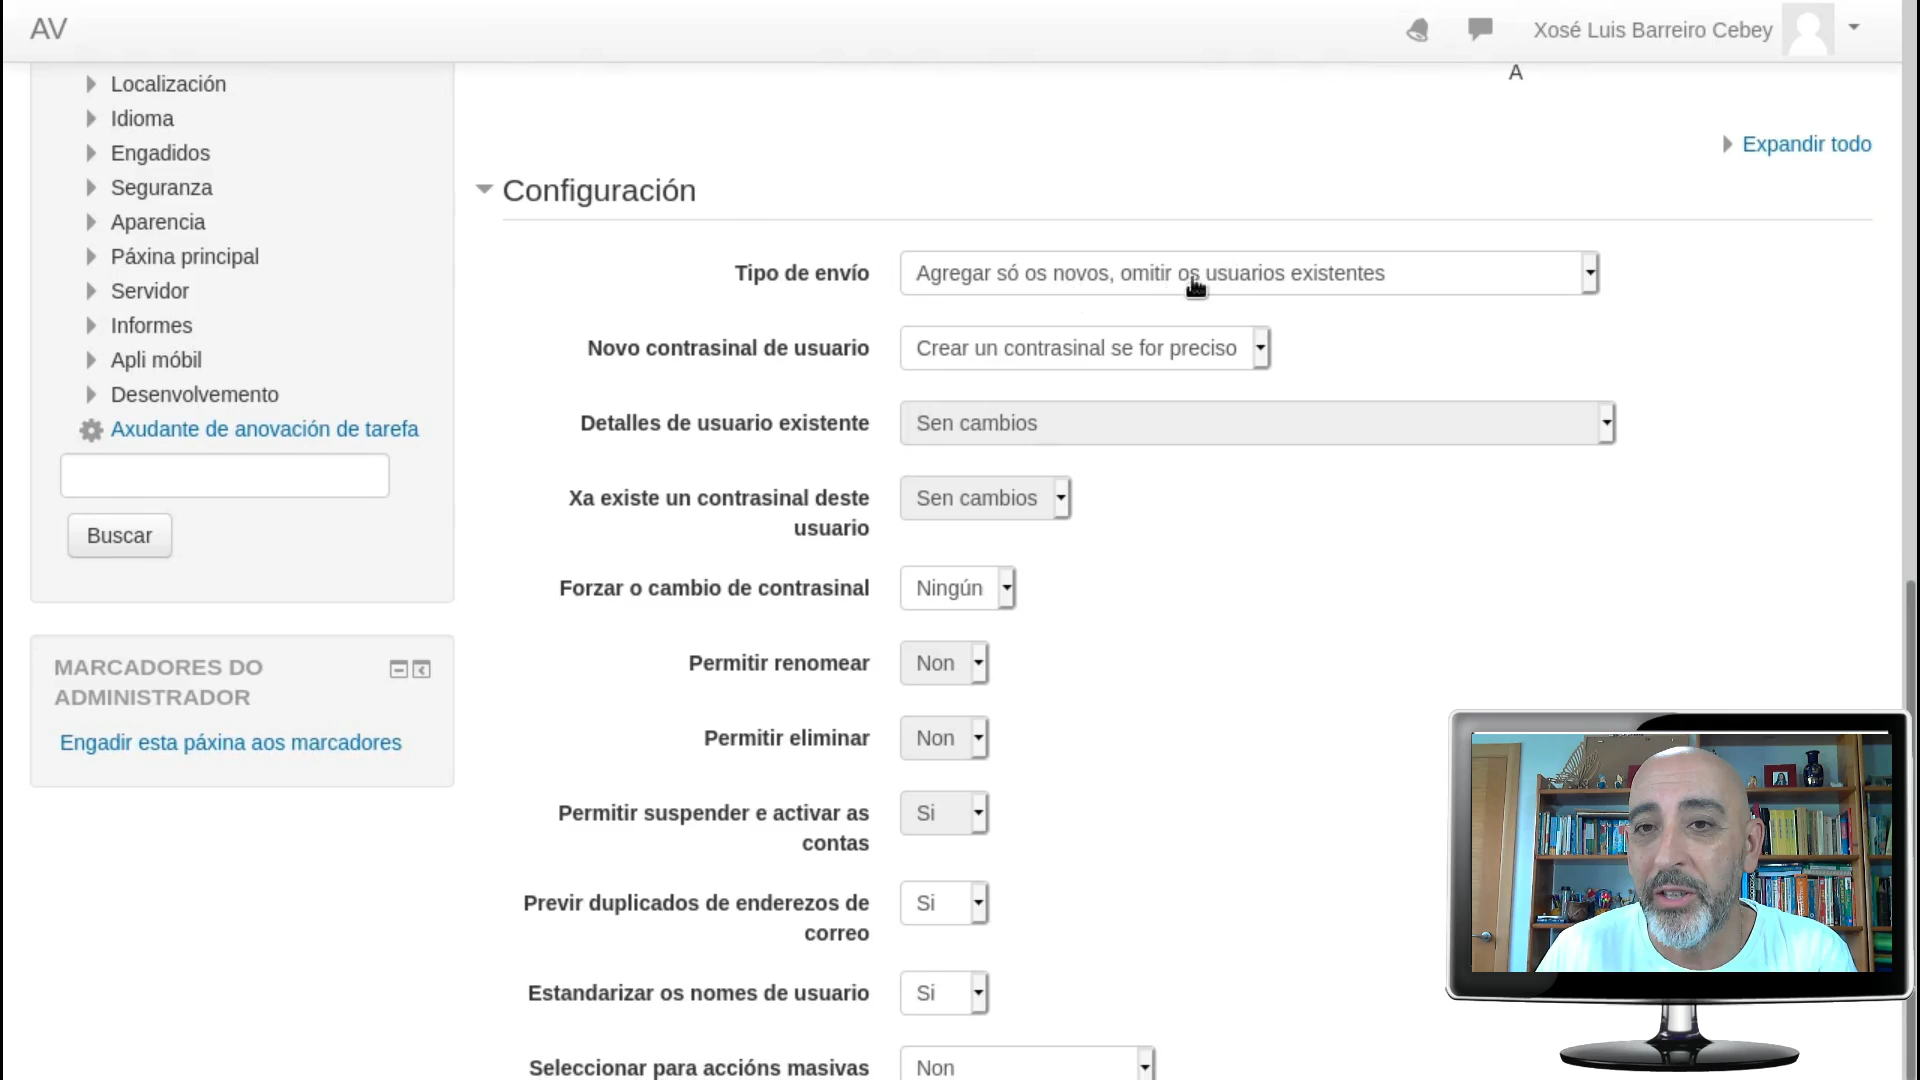 AV
Xosé Luis Barreiro Cebey
A
Localización
Idioma
Engadidos
Seguranza
Aparencia
Páxina principal
Servidor
Informes
Apli móbil
Desenvolvemento
Axudante de anovación de tarefa
Buscar
MARCADORES DO
ADMINISTRADOR
Engadir esta páxina aos marcadores
Expandir todo
Configuración
Tipo de envío
Agregar só os novos, omitir os usuarios existentes
Novo contrasinal de usuario
Crear un contrasinal se for preciso
Detalles de usuario existente
Sen cambios
Xa existe un contrasinal deste
usuario
Sen cambios
Forzar o cambio de contrasinal
Ningún
Permitir renomear
Non
Permitir eliminar
Non
Permitir suspender e activar as
contas
Si
Previr duplicados de enderezos de
correo
Si
Estandarizar os nomes de usuario
Si
Seleccionar para accións masivas
Non